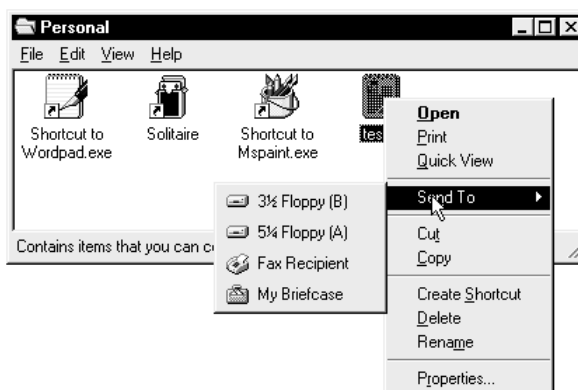 Personal
File Edit View Help
Shortcut to
Wordpad.exe
Solitaire
Shortcut to
Mspaint.exe
Open
Print
Quick View
Send To
Cut
Copy
Create Shortcut
Delete
Rename
Properties...
3½ Floppy (B)
5¼ Floppy (A)
Fax Recipient
My Briefcase
Contains items that you can